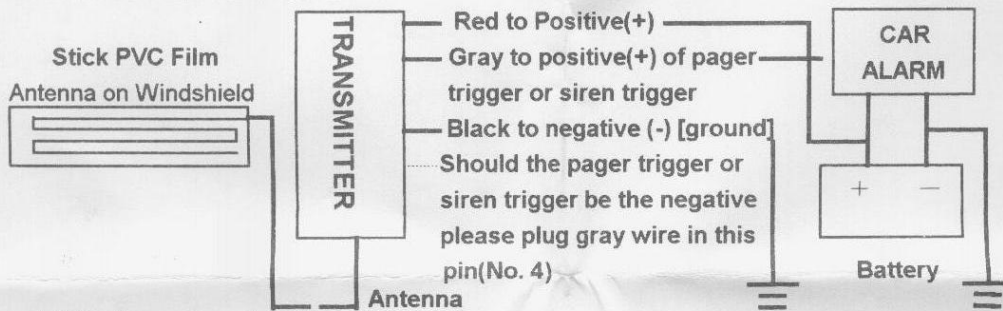 Stick PVC Film
Antenna on Windshield
TRANSMITTER
Red to Positive(+)
Gray to positive(+) of pager
trigger or siren trigger
Black to negative (-) [ground]
Should the pager trigger or
siren trigger be the negative
please plug gray wire in this
pin(No. 4)
Antenna
CAR
ALARM
+ −
Battery